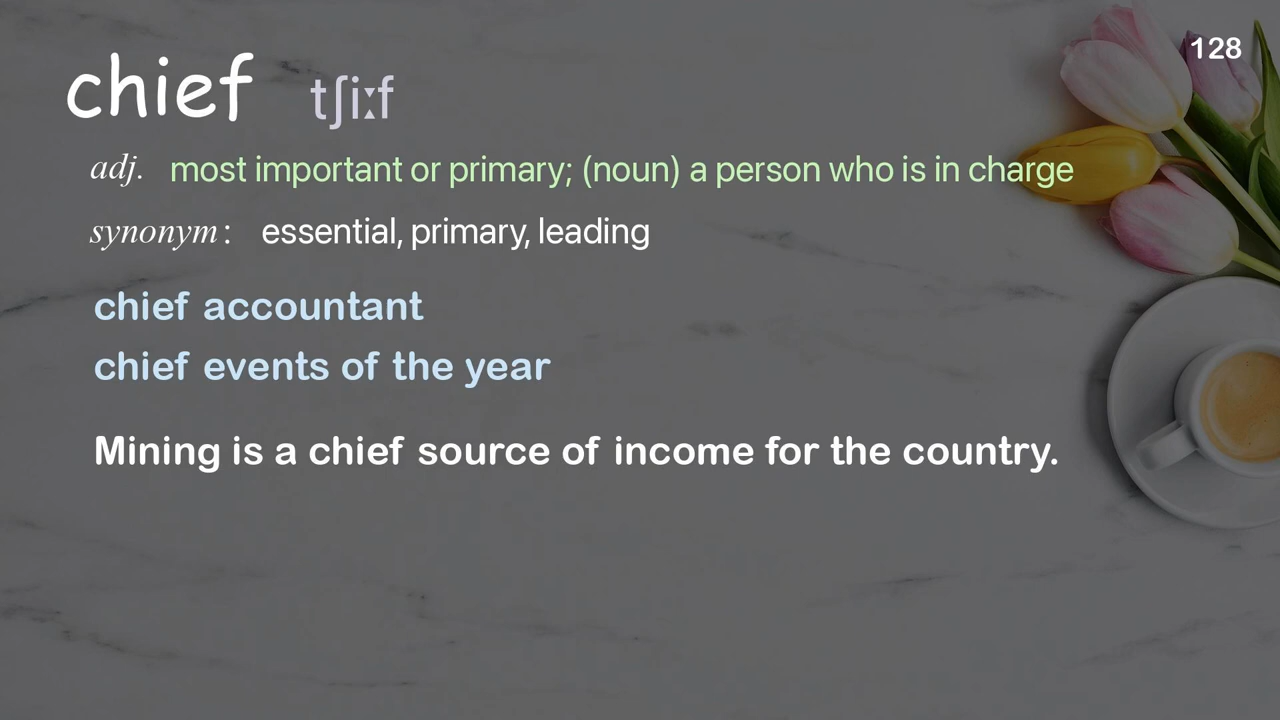 128
chief tʃiːf
adj. most important or primary; (noun) a person who is in charge
synonym: essential, primary, leading
chief accountant
chief events of the year
Mining is a chief source of income for the country.